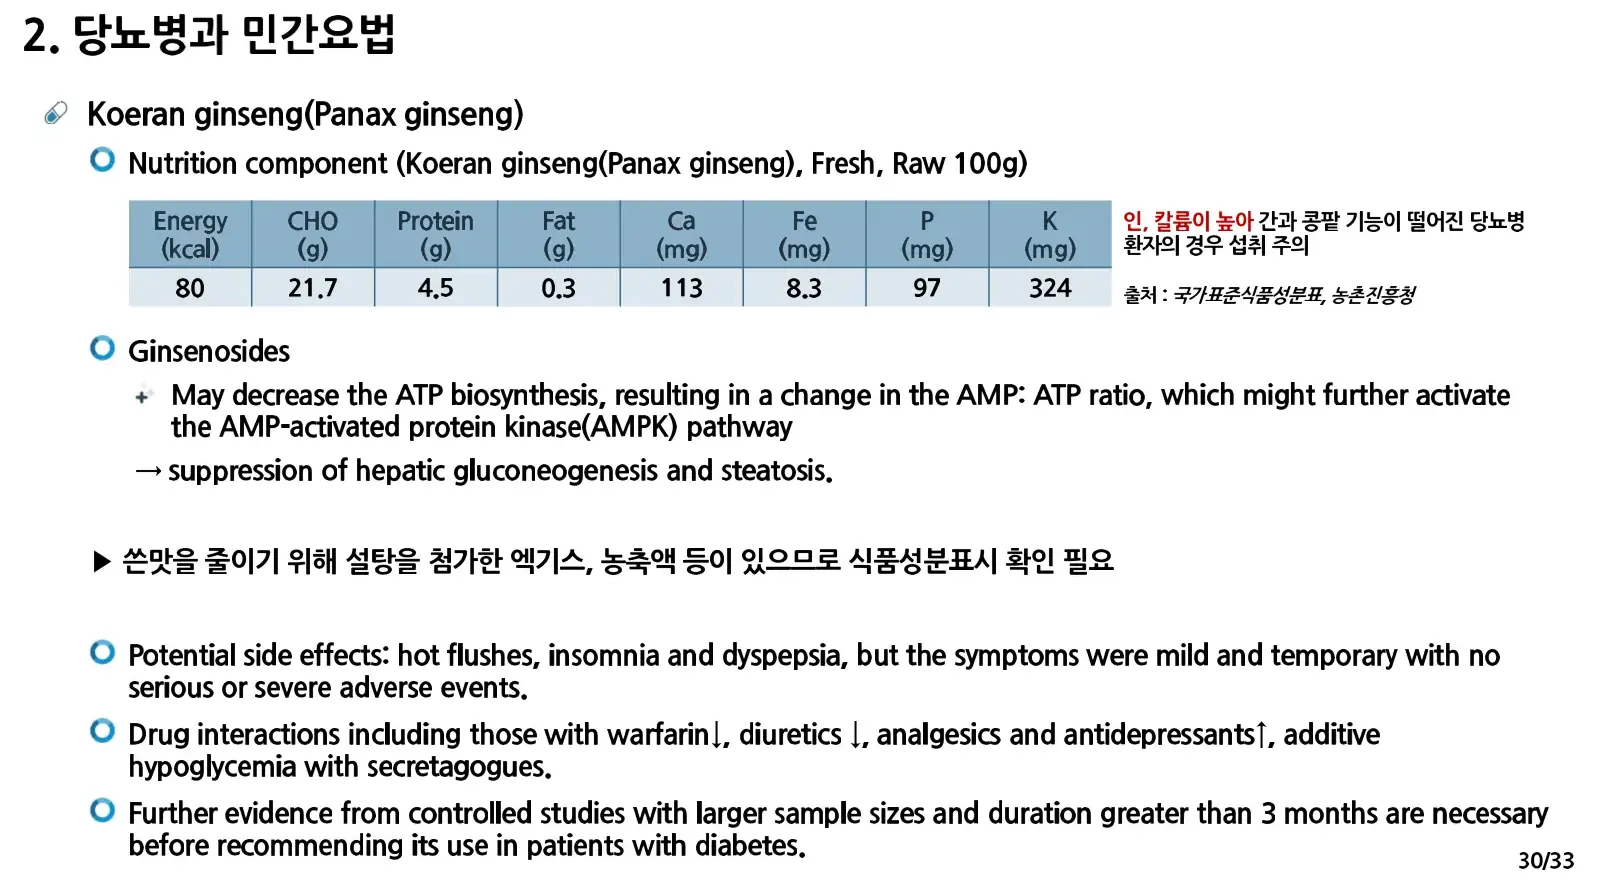 2. 당뇨병과 민간요법
Koeran ginseng(Panax ginseng)
Nutrition component (Koeran ginseng(Panax ginseng), Fresh, Raw 100g)
Energy (kcal) CHO (g) Protein (g) Fat (g) Ca (mg) Fe (mg) P (mg) K (mg)
80 21.7 4.5 0.3 113 8.3 97 324
인, 칼륨이 높아 간과 콩팥 기능이 떨어진 당뇨병
환자의 경우 섭취 주의
출처 : 국가표준식품성분표, 농촌진흥청
Ginsenosides
May decrease the ATP biosynthesis, resulting in a change in the AMP: ATP ratio, which might further activate
the AMP-activated protein kinase(AMPK) pathway
→ suppression of hepatic gluconeogenesis and steatosis.
▶ 쓴맛을 줄이기 위해 설탕을 첨가한 엑기스, 농축액 등이 있으므로 식품성분표시 확인 필요
Potential side effects: hot flushes, insomnia and dyspepsia, but the symptoms were mild and temporary with no
serious or severe adverse events.
Drug interactions including those with warfarin↓, diuretics ↓, analgesics and antidepressants↑, additive
hypoglycemia with secretagogues.
Further evidence from controlled studies with larger sample sizes and duration greater than 3 months are necessary
before recommending its use in patients with diabetes.
30/33